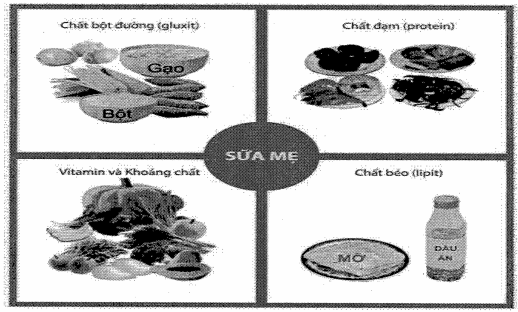 Chất bột đường (gluxit)
Chất đạm (protein)
Gạo
Bột
SỮA MẸ
Vitamin và Khoáng chất
Chất béo (lipít)
MỠ
DẦU
ĂN